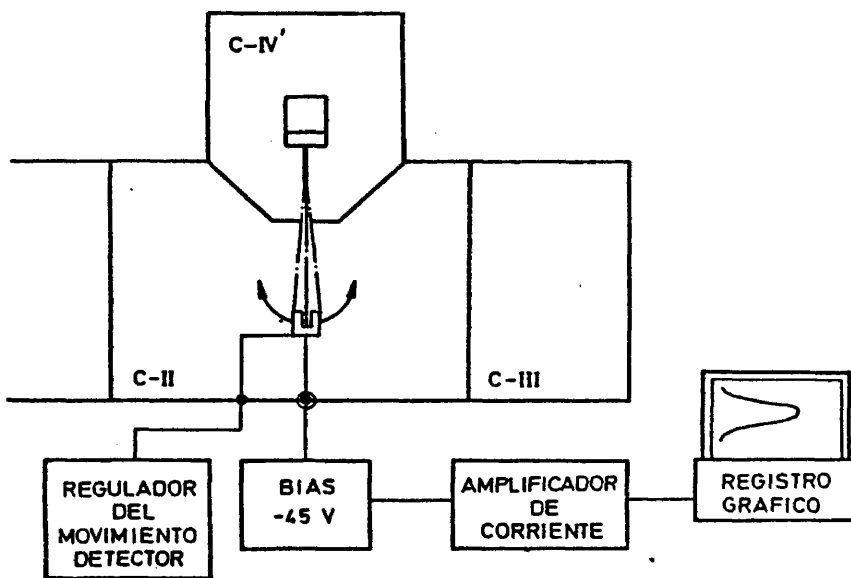 C-IV'
C-II
C-III
REGULADOR
DEL
MOVIMIENTO
DETECTOR
BIAS
-45 V
AMPLIFICADOR
DE
CORRIENTE
REGISTRO
GRAFICO